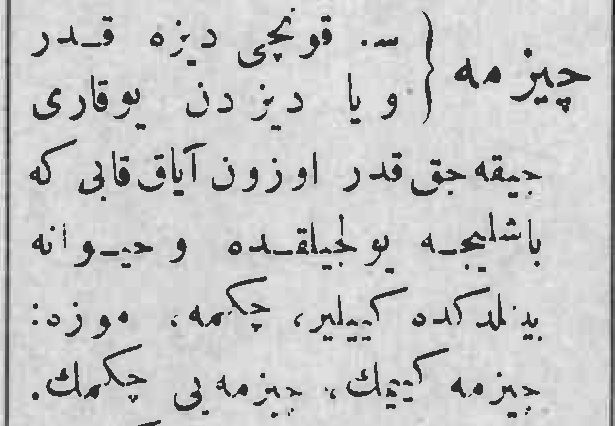 چیزمه { س. قونچی دیزه قدر
و یا دیزدن یوقاری
جیقه‌جق قدر اوزون آیاق قابی که
باشلیجه یولجیلقده و حیوانه
بینلدکده کییلیر، چکمه، موزه:
چیزمه کییمك، چیزمه‌یی چکمك.